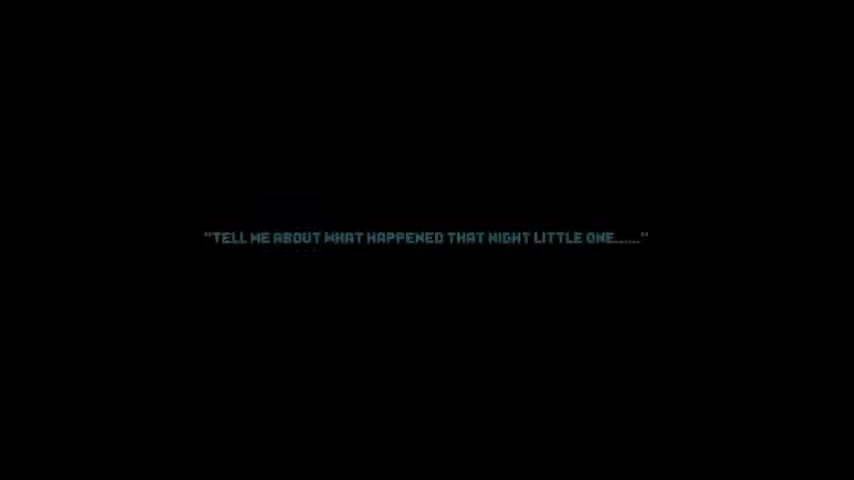 "TELL ME ABOUT WHAT HAPPENED THAT NIGHT LITTLE ONE......"